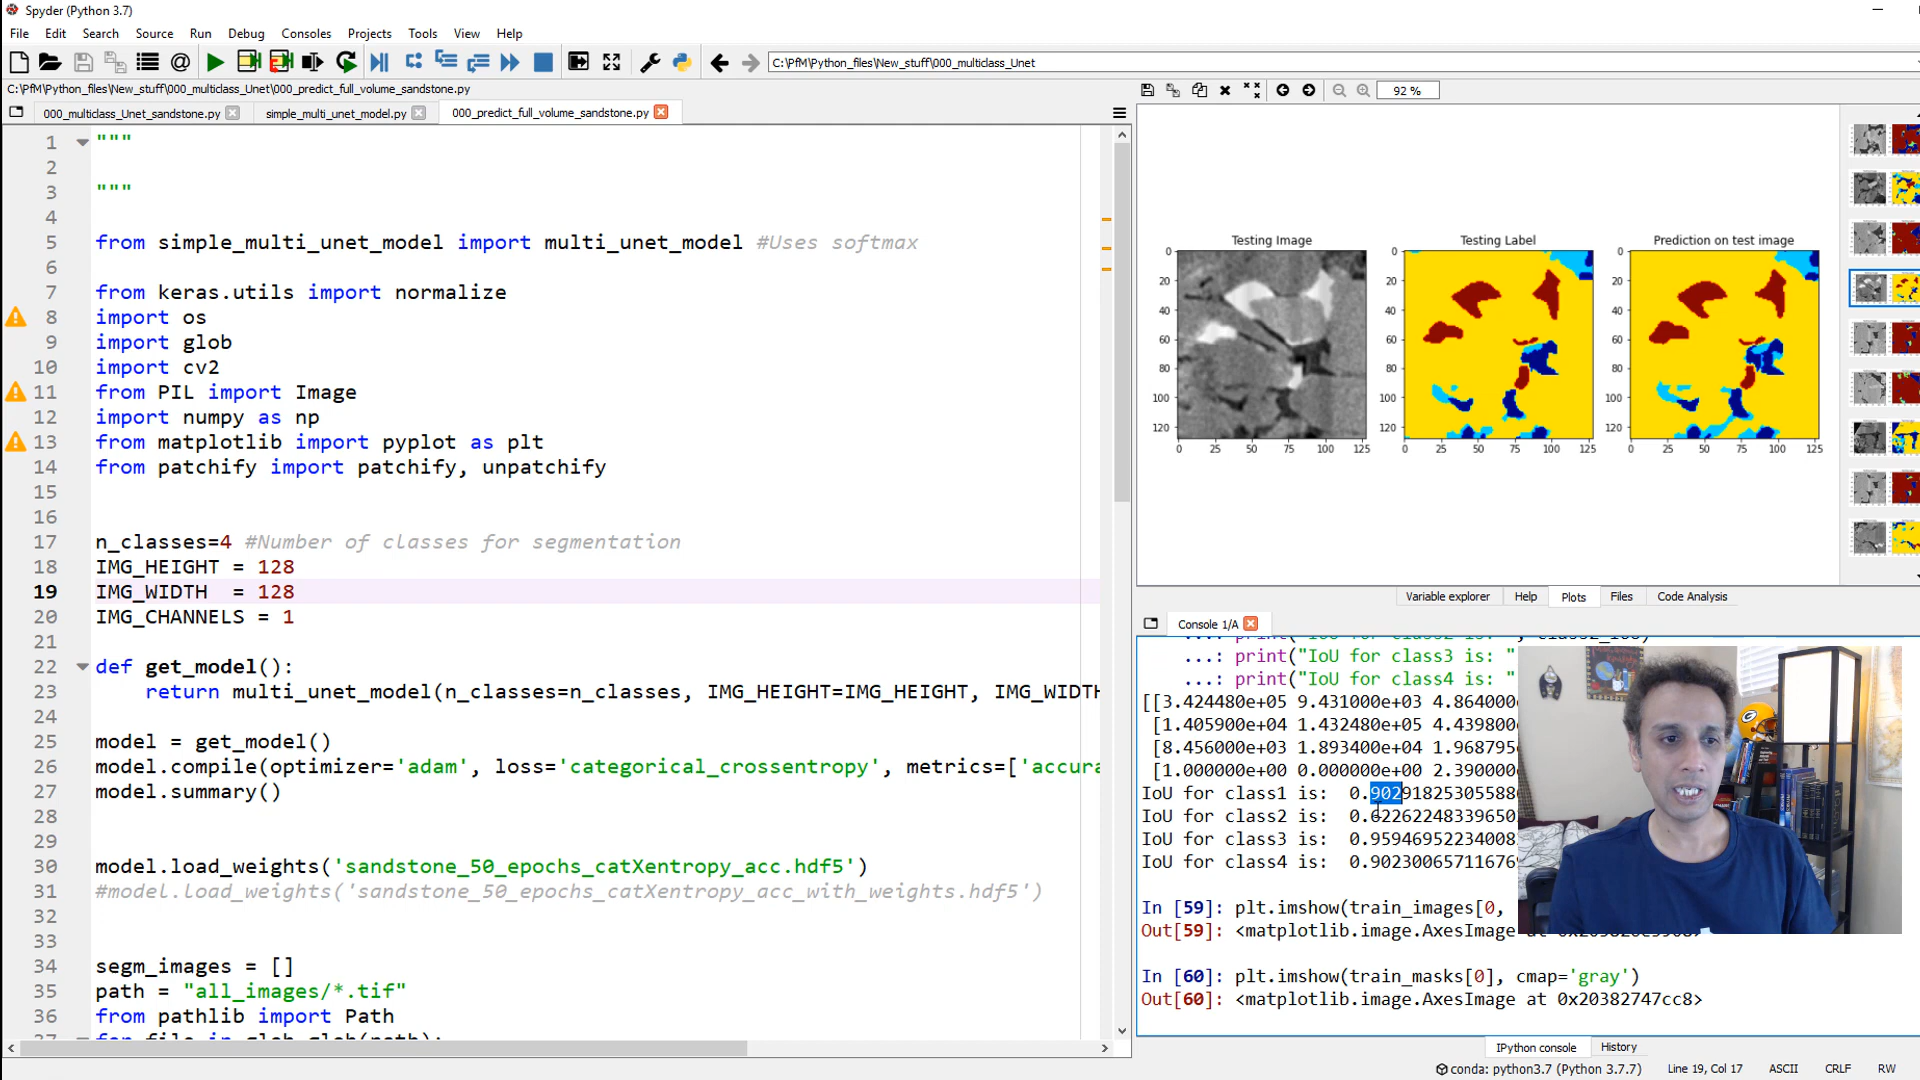 Spyder (Python 3.7)
File Edit Search Source Run Debug Consoles Projects Tools View Help
C:\PfM\Python_files\New_stuff\000_multiclass_Unet
C:\PfM\Python_files\New_stuff\000_multiclass_Unet\000_predict_full_volume_sandstone.py
000_multiclass_Unet_sandstone.py simple_multi_unet_model.py 000_predict_full_volume_sandstone.py
1 """
2
3 """
4
5 from simple_multi_unet_model import multi_unet_model #Uses softmax
6
7 from keras.utils import normalize
8 import os
9 import glob
10 import cv2
11 from PIL import Image
12 import numpy as np
13 from matplotlib import pyplot as plt
14 from patchify import patchify, unpatchify
15
16
17 n_classes=4 #Number of classes for segmentation
18 IMG_HEIGHT = 128
19 IMG_WIDTH = 128
20 IMG_CHANNELS = 1
21
22 def get_model():
23 return multi_unet_model(n_classes=n_classes, IMG_HEIGHT=IMG_HEIGHT, IMG_WIDTH
24
25 model = get_model()
26 model.compile(optimizer='adam', loss='categorical_crossentropy', metrics=['accura
27 model.summary()
28
29
30 model.load_weights('sandstone_50_epochs_catXentropy_acc.hdf5')
31 #model.load_weights('sandstone_50_epochs_catXentropy_acc_with_weights.hdf5')
32
33
34 segm_images = []
35 path = "all_images/*.tif"
36 from pathlib import Path
37 for file in glob.glob(path):
92 %
Testing Image Testing Label Prediction on test image
0 0 0
20 20 20
40 40 40
60 60 60
80 80 80
100 100 100
120 120 120
0 25 50 75 100 125 0 25 50 75 100 125 0 25 50 75 100 125
Variable explorer Help Plots Files Code Analysis
Console 1/A
...: print("IoU for class2 is: ", class2_IoU)
...: print("IoU for class3 is: "
...: print("IoU for class4 is: "
[[3.424480e+05 9.431000e+03 4.864000
[1.405900e+04 1.432480e+05 4.439800
[8.456000e+03 1.893400e+04 1.968795
[1.000000e+00 0.000000e+00 2.390000
IoU for class1 is: 0.9029182530558
IoU for class2 is: 0.62262248339650
IoU for class3 is: 0.95946952234008
IoU for class4 is: 0.9023006571167
In [59]: plt.imshow(train_images[0,
Out[59]: <matplotlib.image.AxesImage
In [60]: plt.imshow(train_masks[0], cmap='gray')
Out[60]: <matplotlib.image.AxesImage at 0x20382747cc8>
IPython console History
conda: python3.7 (Python 3.7.7) Line 19, Col 17 ASCII CRLF RW